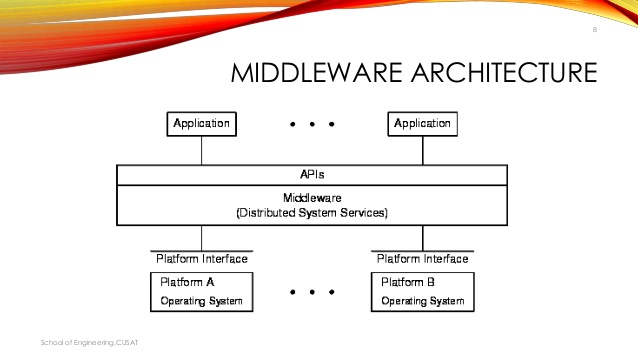 8
MIDDLEWARE ARCHITECTURE
Application
Application
APIs
Middleware
(Distributed System Services)
Platform Interface
Platform Interface
Platform A
Operating System
Platform B
Operating System
School of Engineering,CUSAT